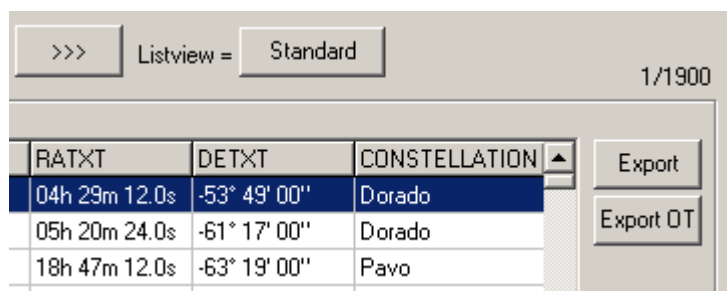 >>> Listview = Standard
1/1900
RATXT DETXT CONSTELLATION Export
04h 29m 12.0s -53° 49' 00'' Dorado
05h 20m 24.0s -61° 17' 00'' Dorado Export OT
18h 47m 12.0s -63° 19' 00'' Pavo